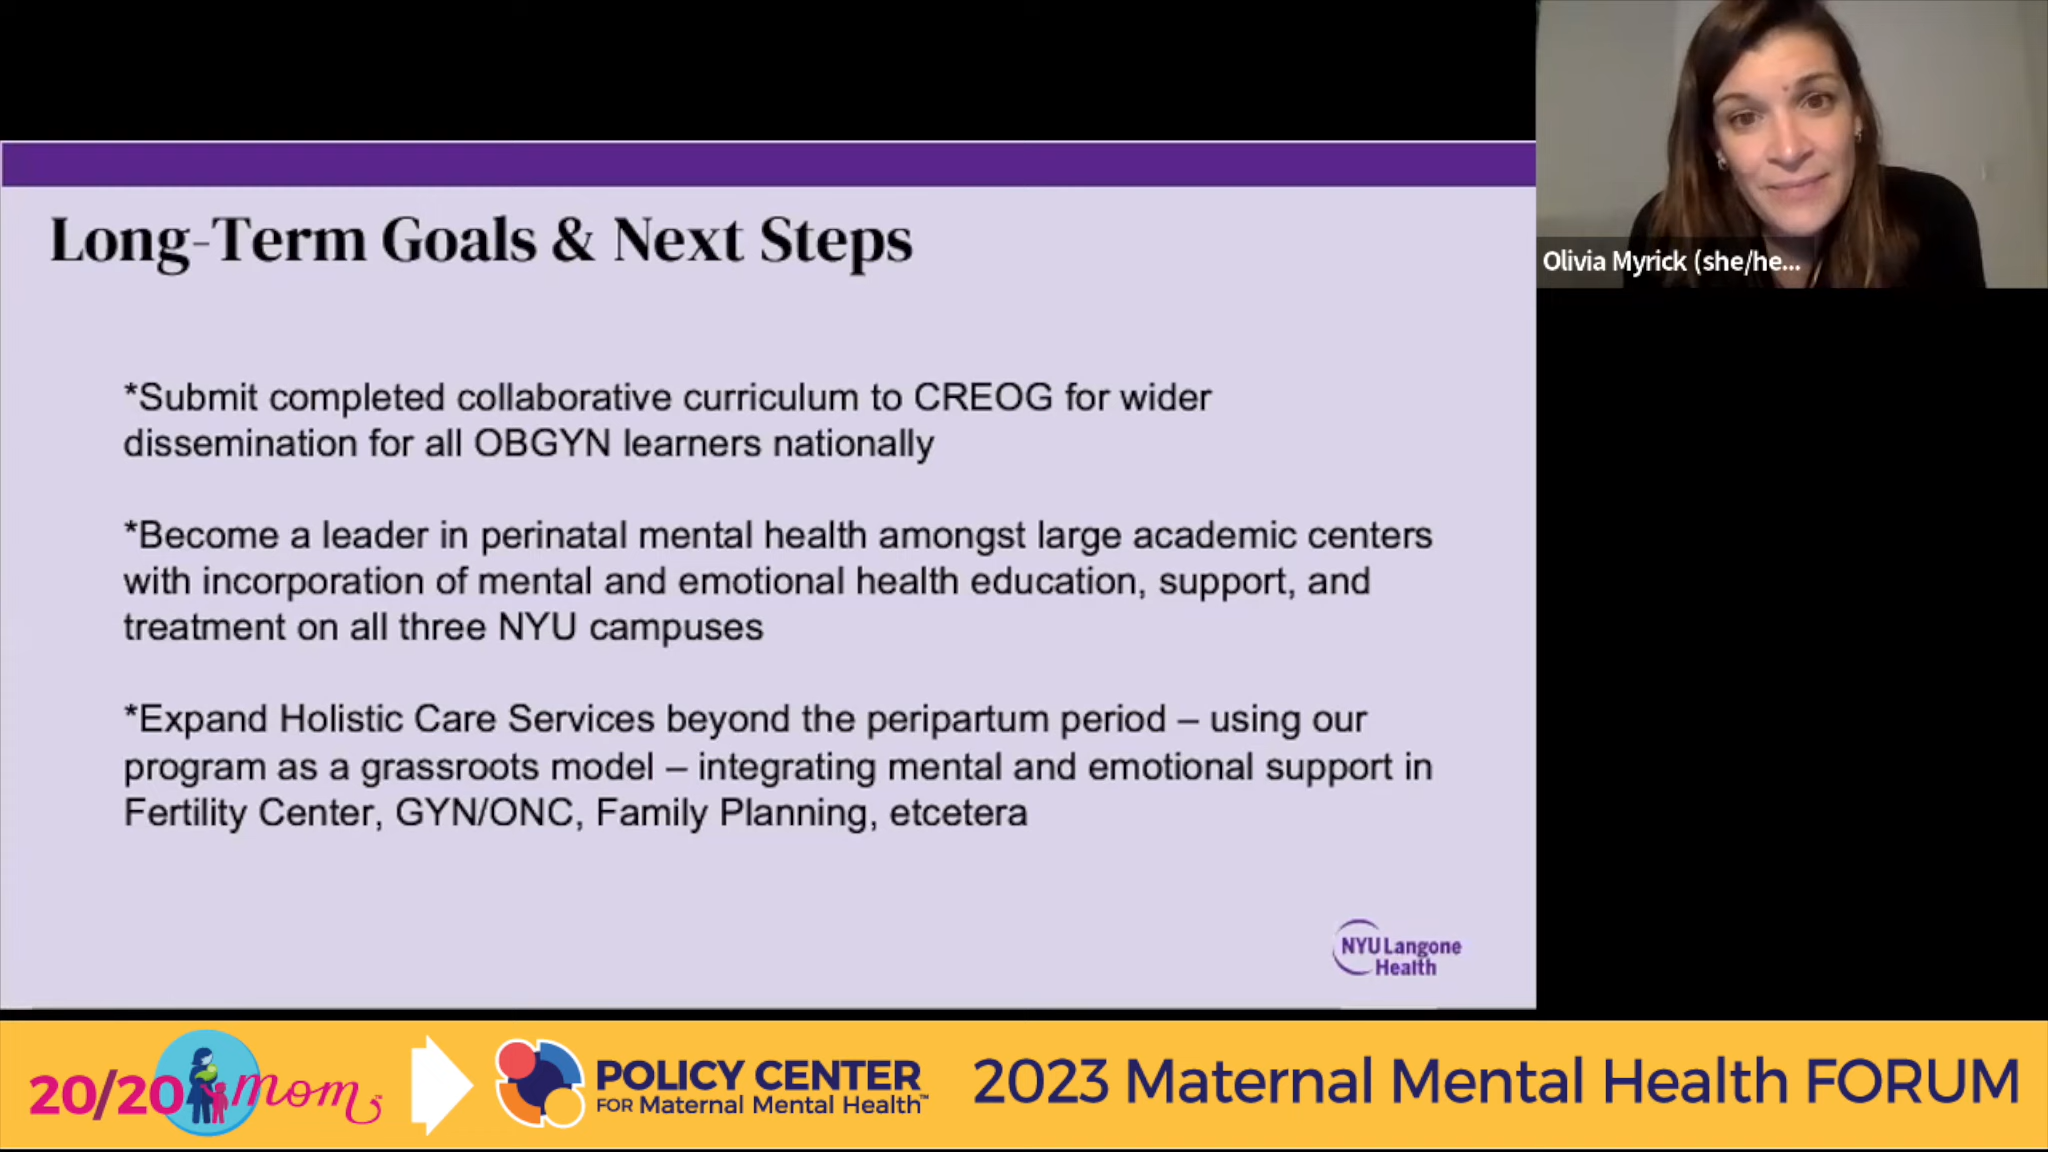 Long-Term Goals & Next Steps
*Submit completed collaborative curriculum to CREOG for wider
dissemination for all OBGYN learners nationally
*Become a leader in perinatal mental health amongst large academic centers
with incorporation of mental and emotional health education, support, and
treatment on all three NYU campuses
*Expand Holistic Care Services beyond the peripartum period – using our
program as a grassroots model – integrating mental and emotional support in
Fertility Center, GYN/ONC, Family Planning, etcetera
NYU Langone
Health
Olivia Myrick (she/he...
20/20 mom
POLICY CENTER
FOR Maternal Mental Health™
2023 Maternal Mental Health FORUM